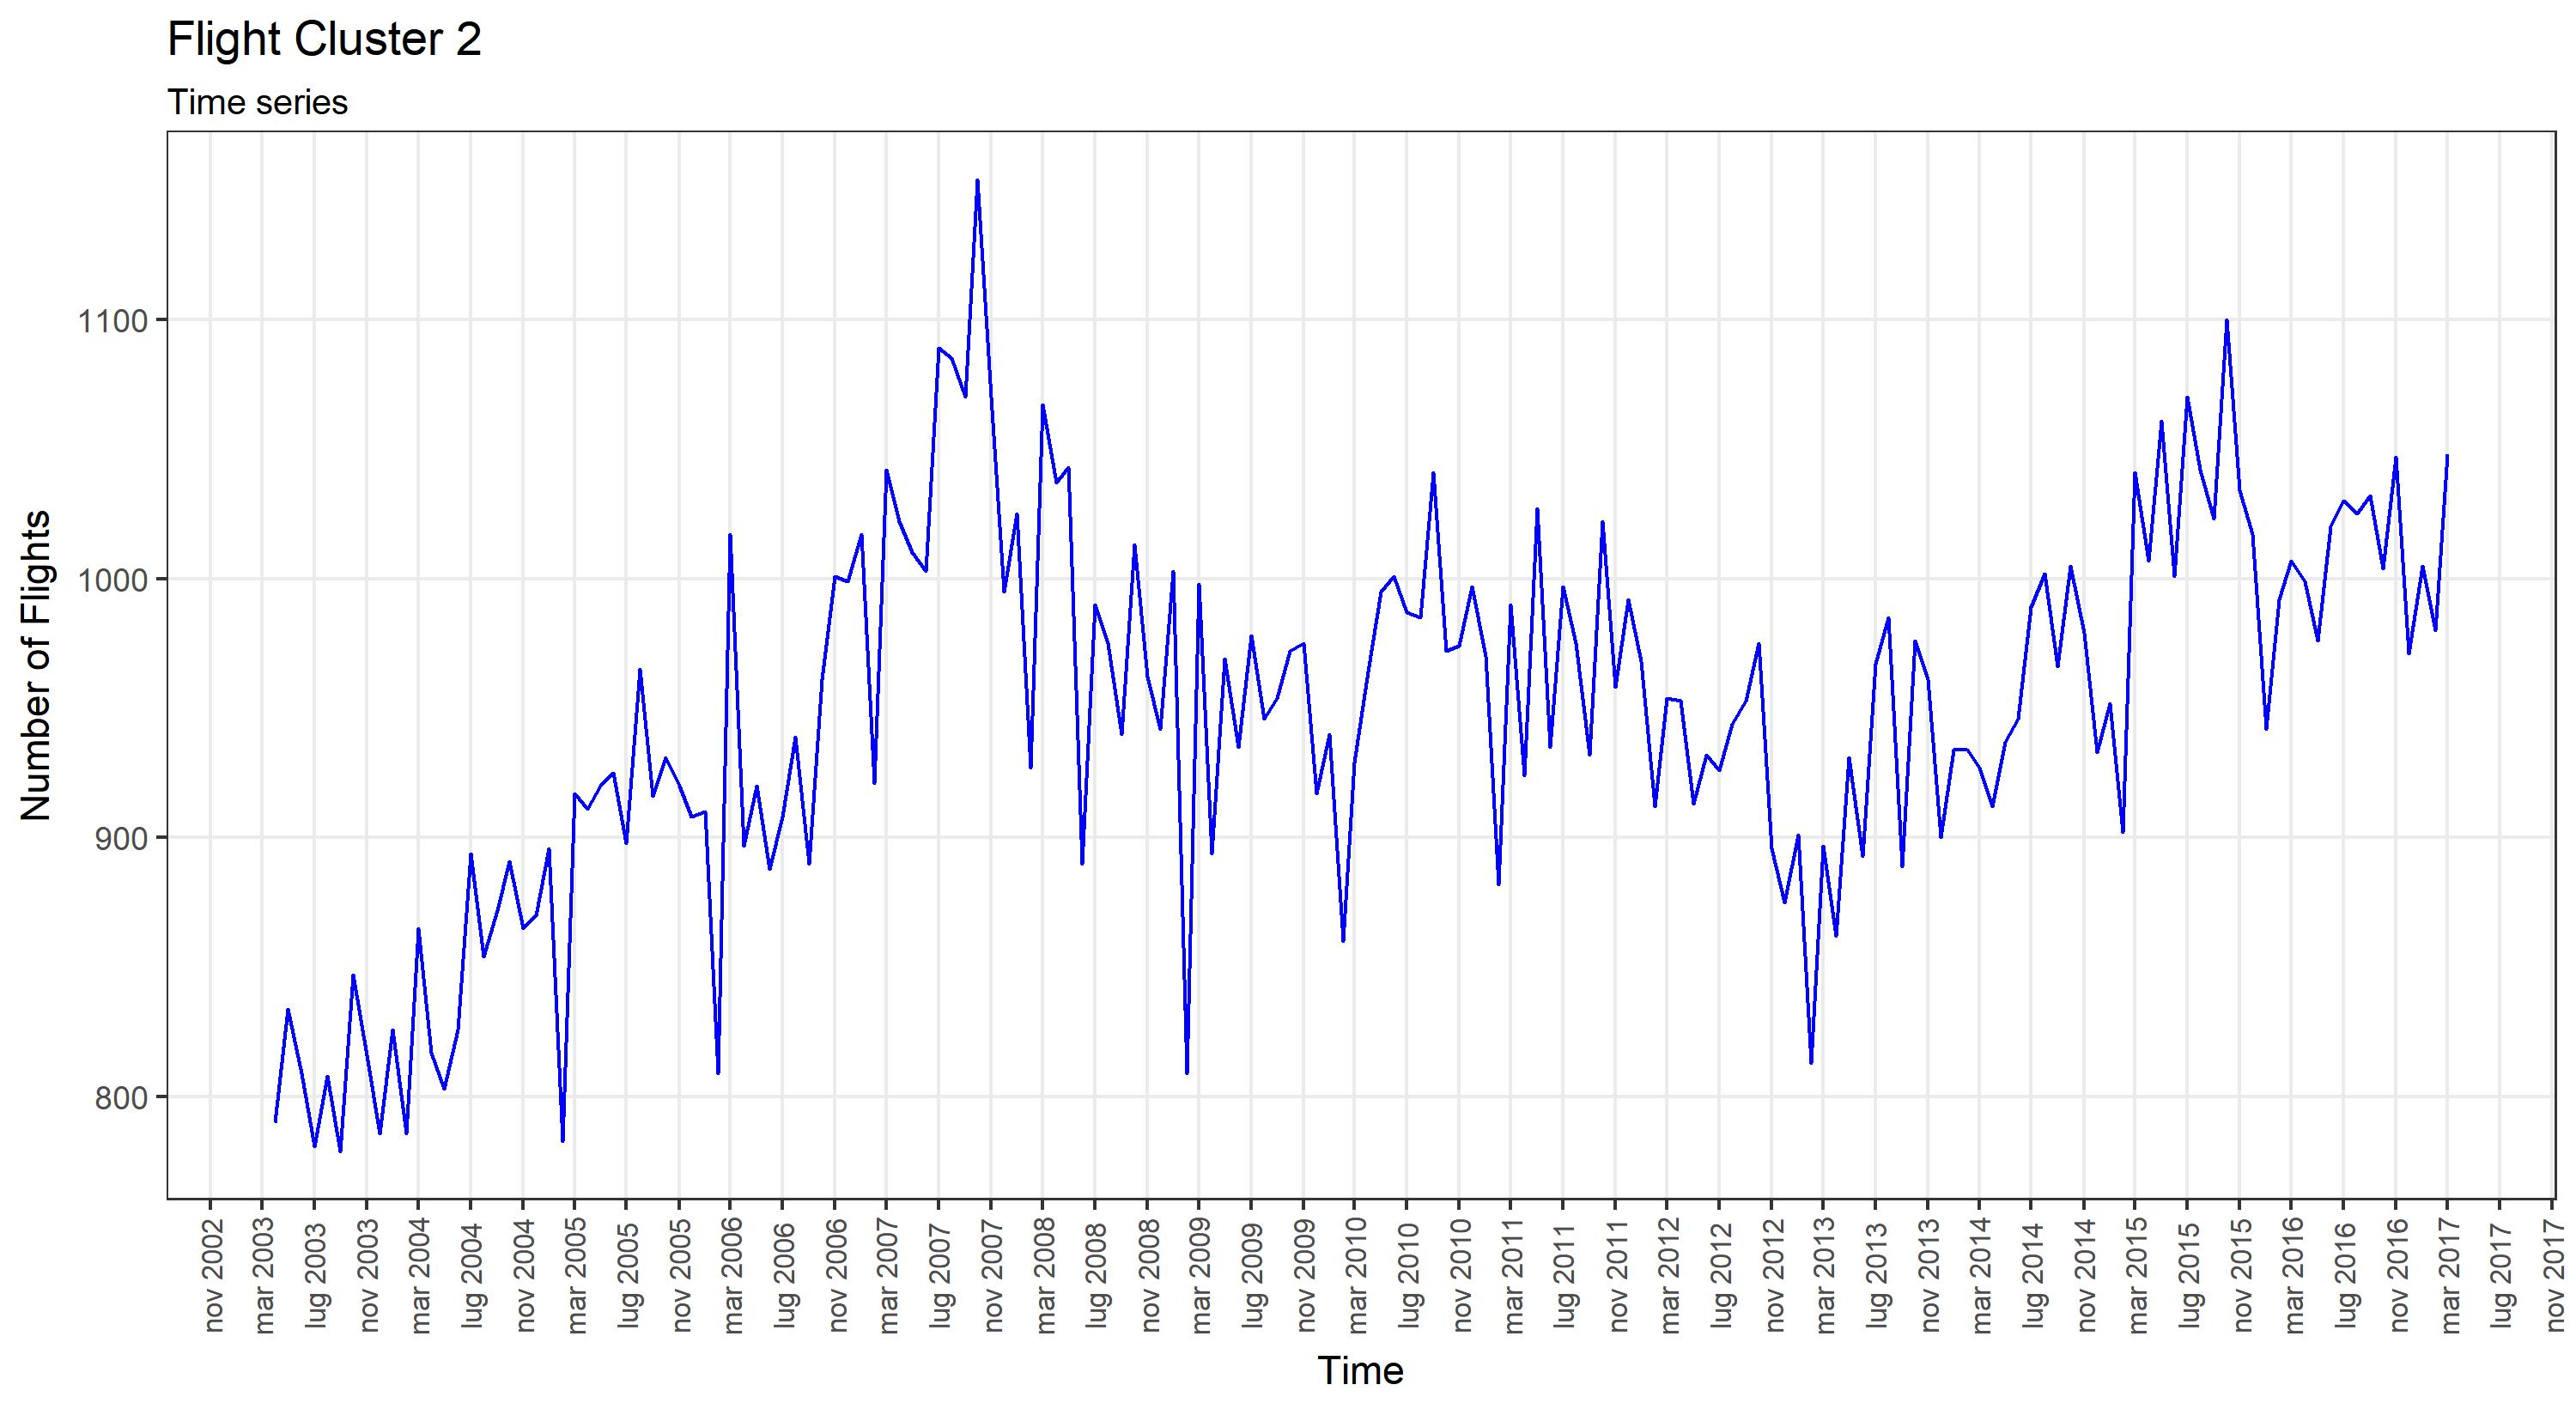 Flight Cluster 2
Time series
Number of Flights
1100
1000
900
800
nov 2002
mar 2003
lug 2003
nov 2003
mar 2004
lug 2004
nov 2004
mar 2005
lug 2005
nov 2005
mar 2006
lug 2006
nov 2006
mar 2007
lug 2007
nov 2007
mar 2008
lug 2008
nov 2008
mar 2009
lug 2009
nov 2009
mar 2010
lug 2010
nov 2010
mar 2011
lug 2011
nov 2011
mar 2012
lug 2012
nov 2012
mar 2013
lug 2013
nov 2013
mar 2014
lug 2014
nov 2014
mar 2015
lug 2015
nov 2015
mar 2016
lug 2016
nov 2016
mar 2017
lug 2017
nov 2017
Time